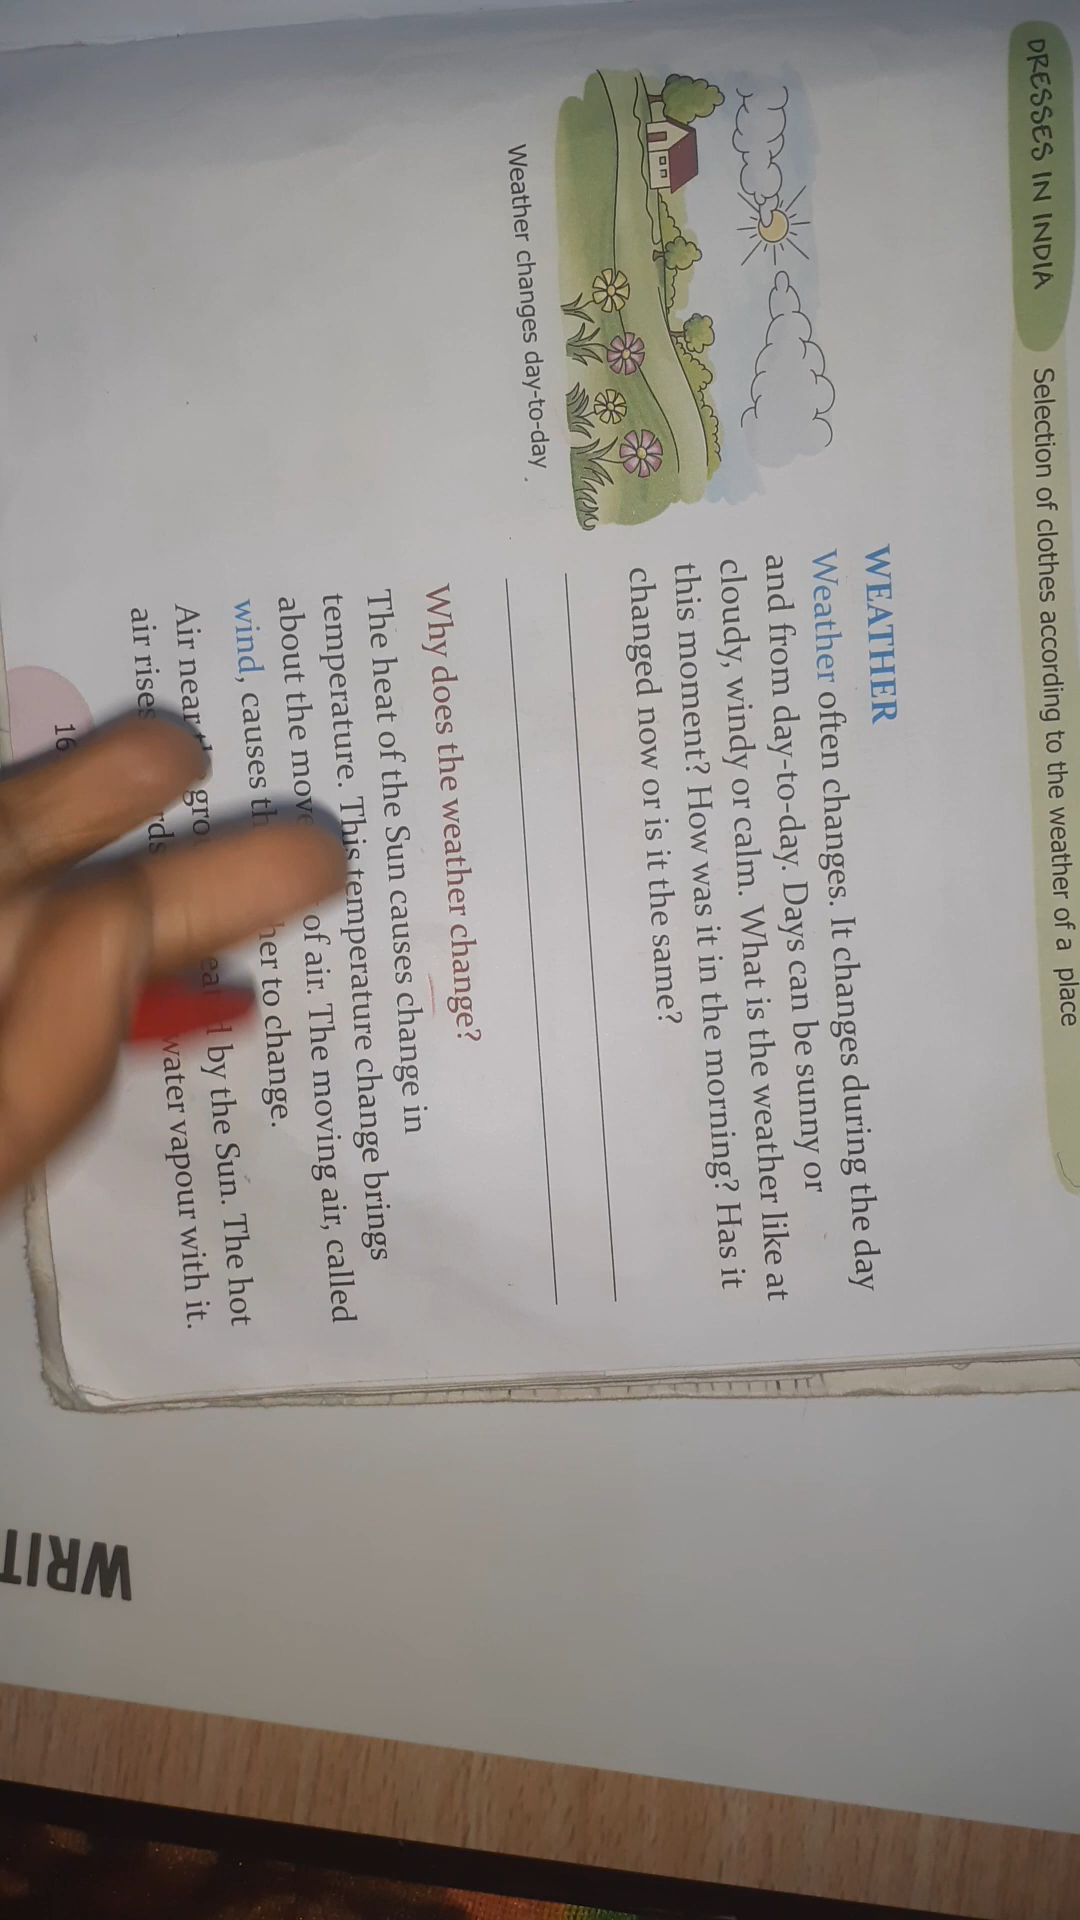 DRESSES IN INDIA Selection of clothes according to the weather of a place
WEATHER
Weather often changes. It changes during the day
and from day-to-day. Days can be sunny or
cloudy, windy or calm. What is the weather like at
this moment? How was it in the morning? Has it
changed now or is it the same?
Weather changes day-to-day
Why does the weather change?
The heat of the Sun causes change in
temperature. This temperature change brings
about the of air. The moving air, called
wind, causes to change.
Air near by the Sun. The hot
air rises water vapour with it.
16
WRIT